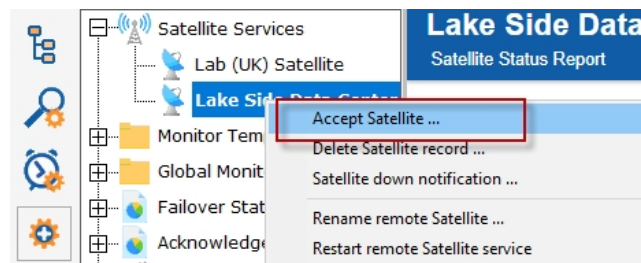 Satellite Services
Lab (UK) Satellite
Lake Side Data Center
Monitor Tem
Global Monit
Failover Stat
Acknowledge
Lake Side Data
Satellite Status Report
Accept Satellite ...
Delete Satellite record ...
Satellite down notification ...
Rename remote Satellite ...
Restart remote Satellite service